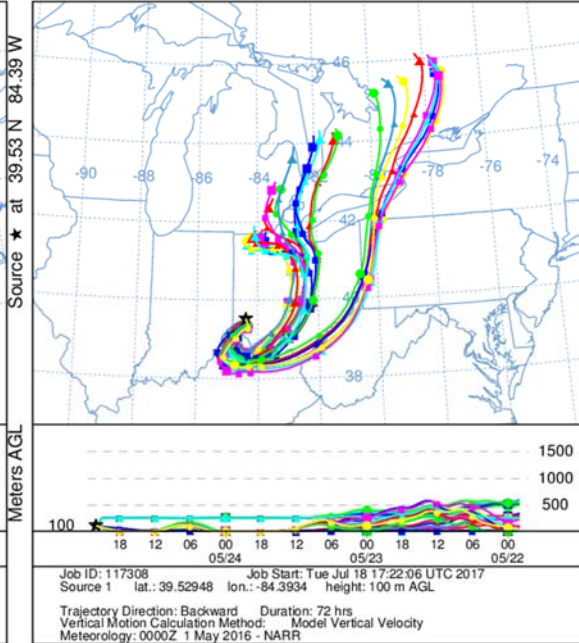 Source ★ at 39.53 N 84.39 W
46
44
-90
-88
-86
-84
82
-78
-76
-74
42
38
Meters AGL
1500
1000
500
100
18 12 06 00 18 12 06 00 18 12 06 00
05/24 05/23 05/22
Job ID: 117308 Job Start: Tue Jul 18 17:22:06 UTC 2017
Source 1 lat.: 39.52948 lon.: -84.3934 height: 100 m AGL
Trajectory Direction: Backward Duration: 72 hrs
Vertical Motion Calculation Method: Model Vertical Velocity
Meteorology: 0000Z 1 May 2016 - NARR